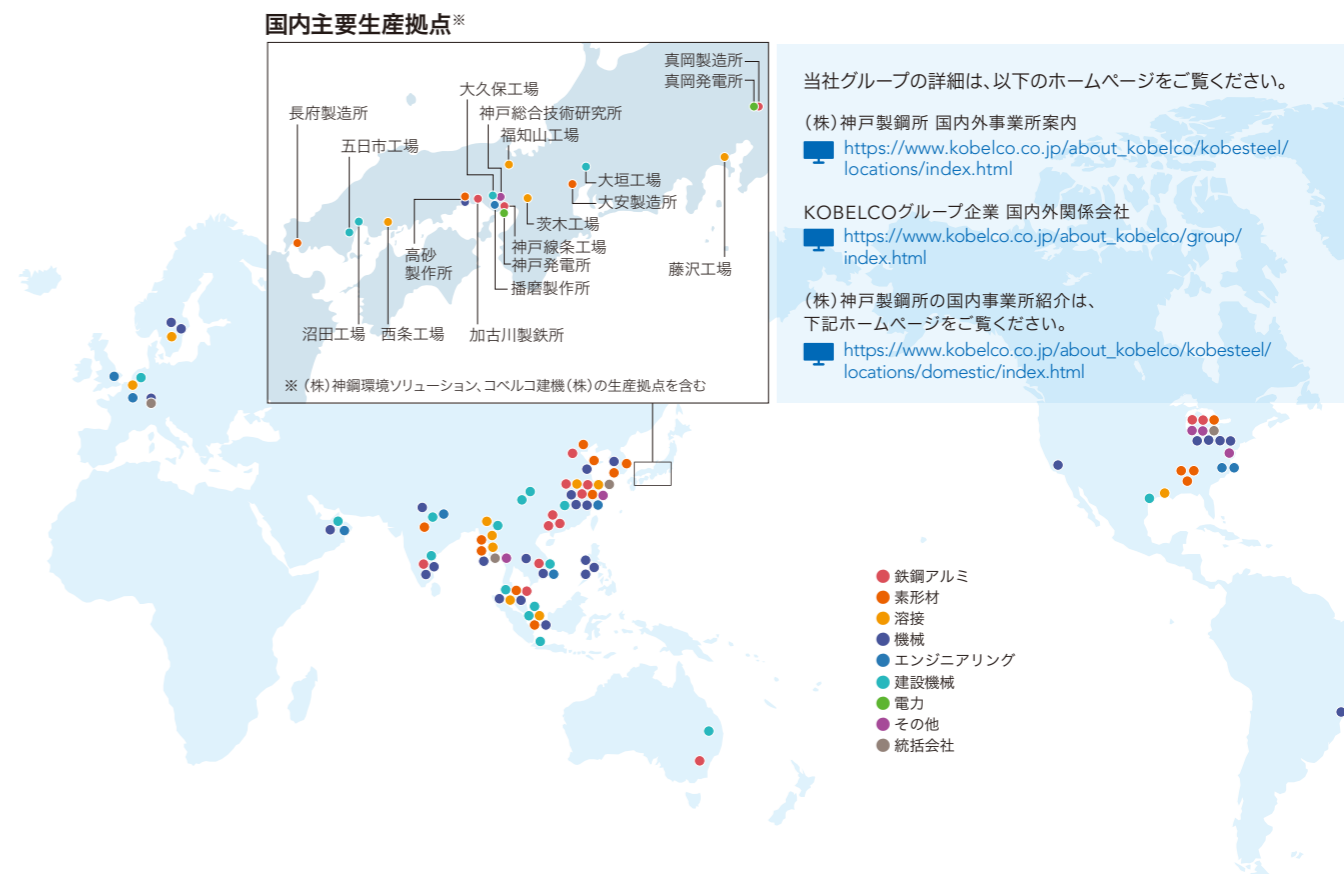 国内主要生産拠点※
真岡製造所
真岡発電所
大久保工場
長府製造所
神戸総合技術研究所
福知山工場
五日市工場
大垣工場
大安製造所
茨木工場
神戸線条工場
高砂
製作所
神戸発電所
藤沢工場
播磨製作所
沼田工場
西条工場
加古川製鉄所
※ （株）神鋼環境ソリューション、コベルコ建機（株）の生産拠点を含む
当社グループの詳細は、以下のホームページをご覧ください。
（株）神戸製鋼所 国内外事業所案内
https://www.kobelco.co.jp/about_kobelco/kobesteel/
locations/index.html
KOBELCOグループ企業 国内外関係会社
https://www.kobelco.co.jp/about_kobelco/group/
index.html
（株）神戸製鋼所の国内事業所紹介は、
下記ホームページをご覧ください。
https://www.kobelco.co.jp/about_kobelco/kobesteel/
locations/domestic/index.html
鉄鋼アルミ
素形材
溶接
機械
エンジニアリング
建設機械
電力
その他
統括会社